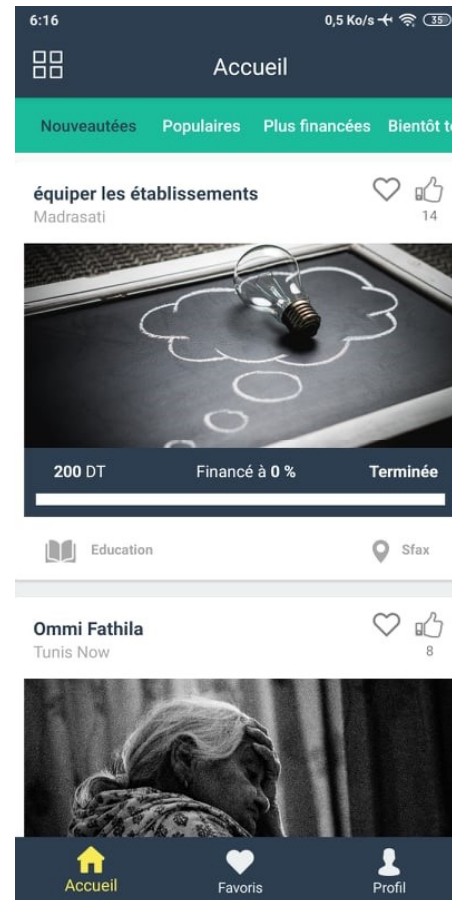 6:16 0,5 Ko/s 35
Accueil
Nouveautées Populaires Plus financées Bientôt te
équiper les établissements
Madrasati 14
200 DT Financé à 0 % Terminée
Education Sfax
Ommi Fathila
Tunis Now 8
Accueil Favoris Profil